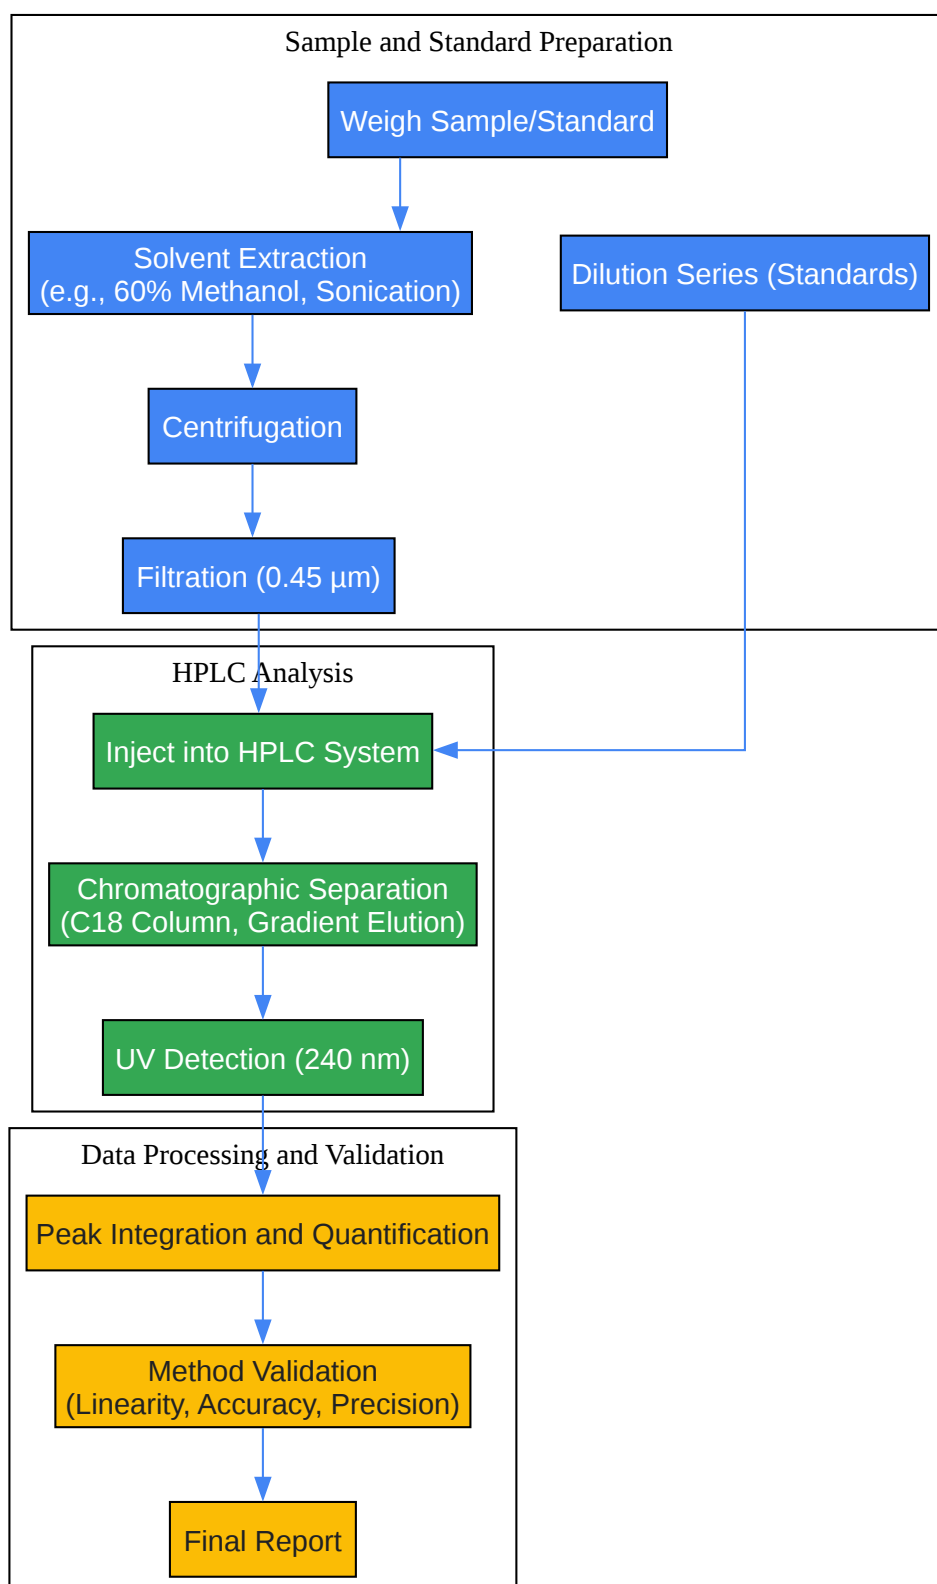 Sample and Standard Preparation
Weigh Sample/Standard
Solvent Extraction
(e.g., 60% Methanol, Sonication)
Dilution Series (Standards)
Centrifugation
Filtration (0.45 µm)
HPLC Analysis
Inject into HPLC System
Chromatographic Separation
(C18 Column, Gradient Elution)
UV Detection (240 nm)
Data Processing and Validation
Peak Integration and Quantification
Method Validation
(Linearity, Accuracy, Precision)
Final Report